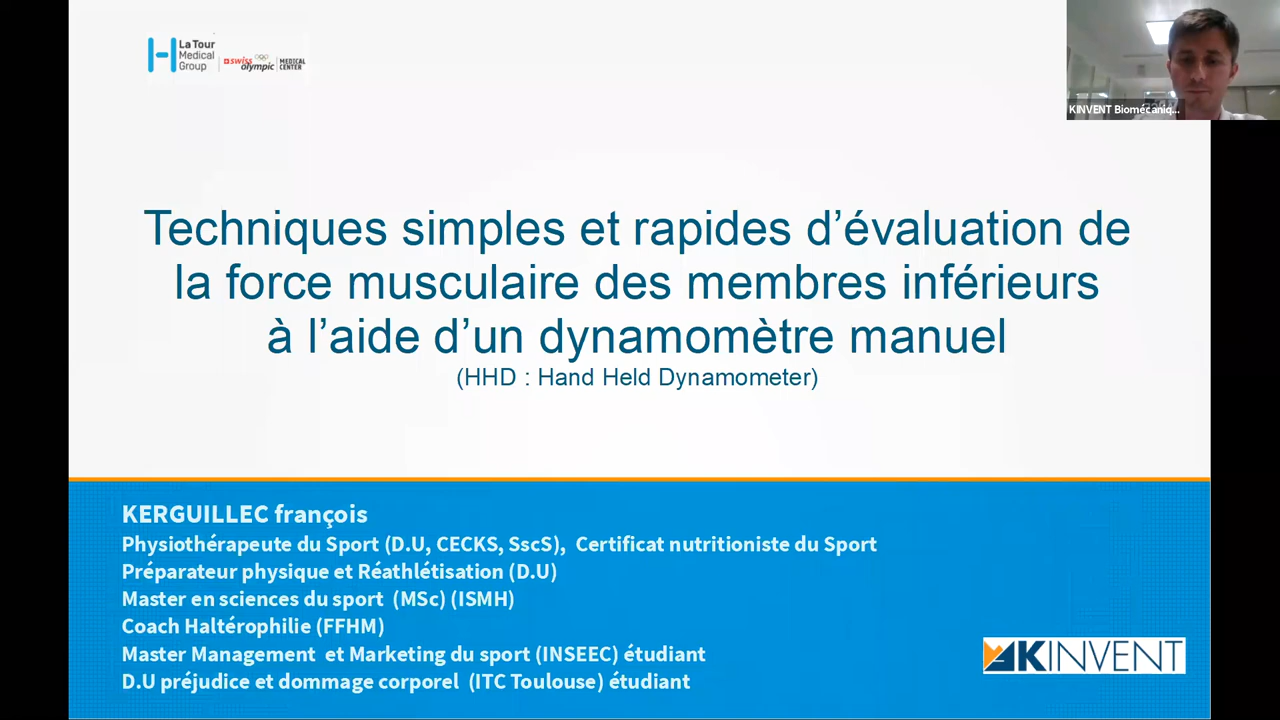 La Tour
Medical
Group
swiss
olympic
MEDICAL
CENTER
KINVENT Biomécaniq...
Techniques simples et rapides d’évaluation de
la force musculaire des membres inférieurs
à l’aide d’un dynamomètre manuel
(HHD : Hand Held Dynamometer)
KERGUILLEC françois
Physiothérapeute du Sport (D.U, CECKS, SscS), Certificat nutritioniste du Sport
Préparateur physique et Réathlétisation (D.U)
Master en sciences du sport (MSc) (ISMH)
Coach Haltérophilie (FFHM)
Master Management et Marketing du sport (INSEEC) étudiant
D.U préjudice et dommage corporel (ITC Toulouse) étudiant
KINVENT